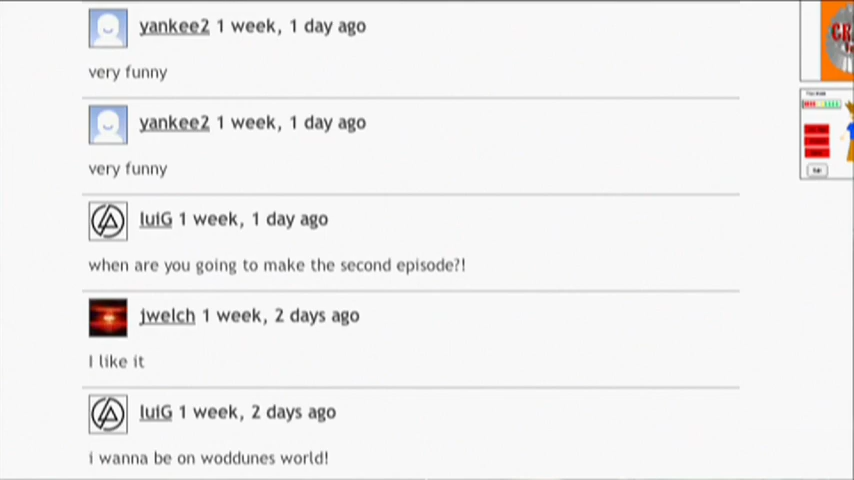 yankee2 1 week, 1 day ago
very funny
yankee2 1 week, 1 day ago
very funny
luiG 1 week, 1 day ago
when are you going to make the second episode?!
jwelch 1 week, 2 days ago
I like it
luiG 1 week, 2 days ago
i wanna be on woddunes world!